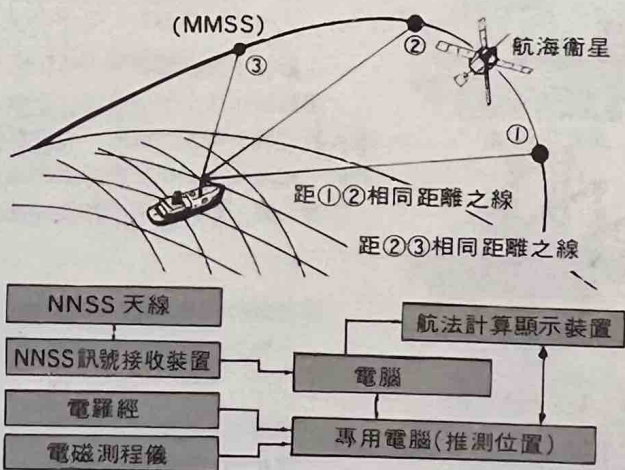 (MMSS)
③
②
航海衛星
①
距①②相同距離之線
距②③相同距離之線
NNSS 天線
NNSS 訊號接收裝置
電羅經
電磁測程儀
航法計算顯示裝置
電腦
專用電腦(推測位置)